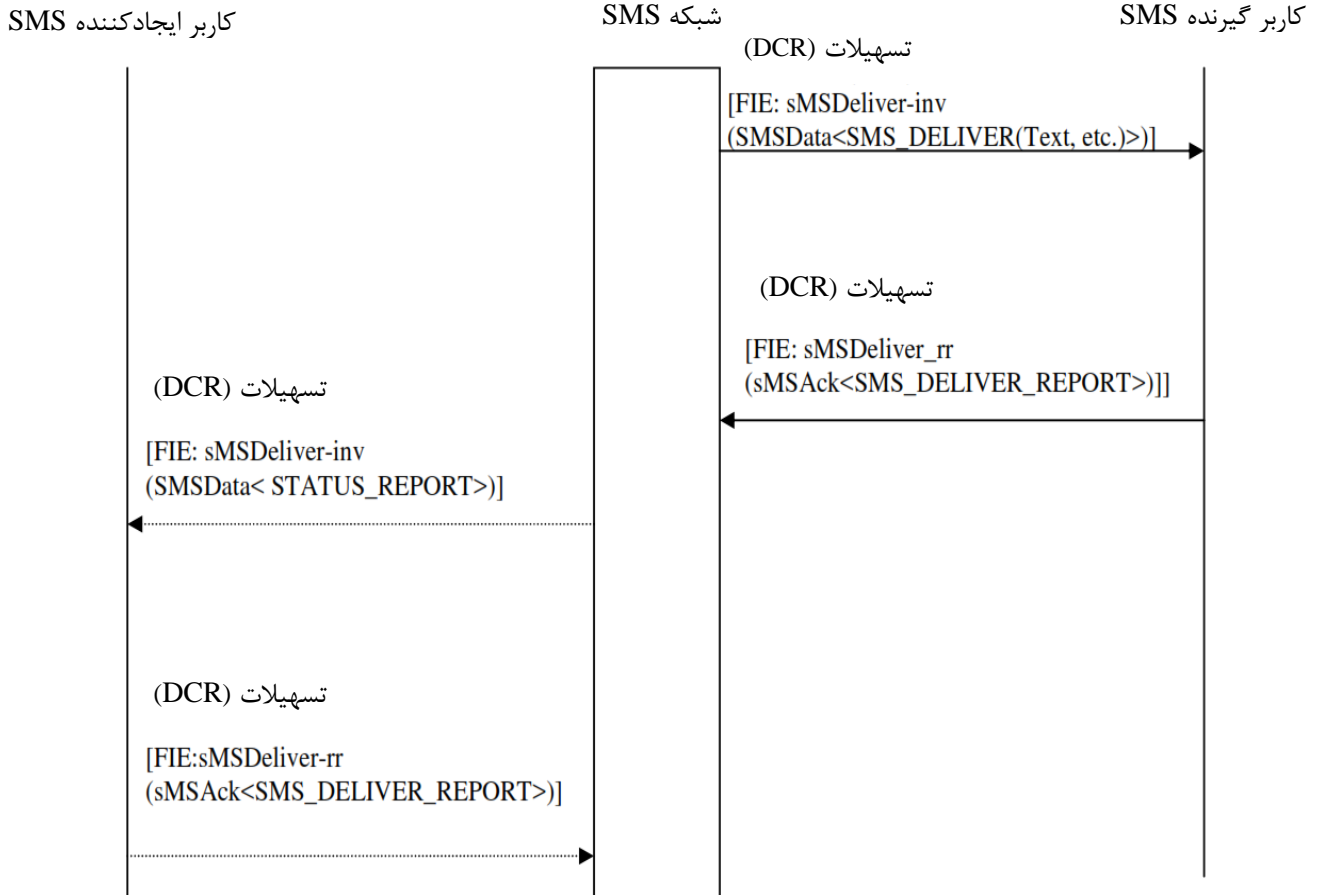 کاربر ایجادکننده SMS
شبکه SMS
کاربر گیرنده SMS
تسهیلات (DCR)
[FIE: sMSDeliver-inv
(SMSData<SMS_DELIVER(Text, etc.)>)]
تسهیلات (DCR)
[FIE: sMSDeliver_rr
(sMSAck<SMS_DELIVER_REPORT>)]]
تسهیلات (DCR)
[FIE: sMSDeliver-inv
(SMSData< STATUS_REPORT>)]
تسهیلات (DCR)
[FIE:sMSDeliver-rr
(sMSAck<SMS_DELIVER_REPORT>)]